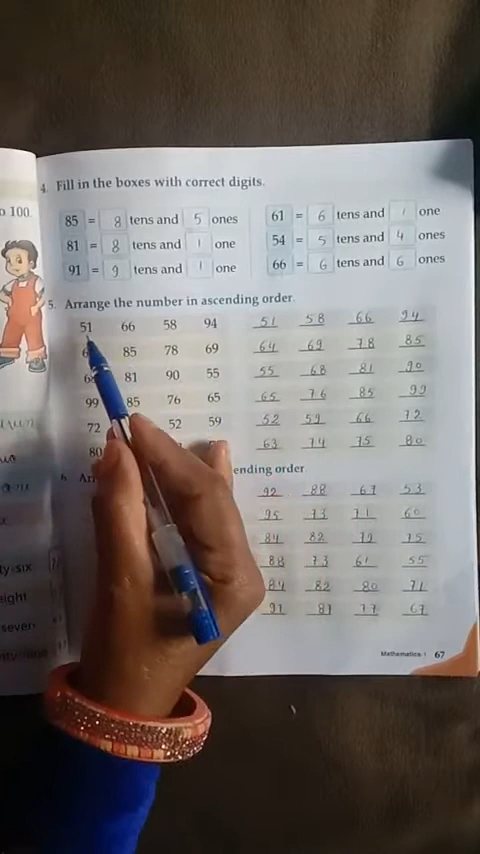 o 100.
4. Fill in the boxes with correct digits.
85 = 8 tens and 5 ones 61 = 6 tens and 1 one
81 = 8 tens and 1 one 54 = 5 tens and 4 ones
91 = 9 tens and 1 one 66 = 6 tens and 6 ones
5. Arrange the number in ascending order.
51 66 58 94 51 58 66 94
85 78 69 64 69 78 85
68 81 90 55 55 68 81 90
99 85 76 65 65 76 85 99
72 52 59 52 59 66 72
80 63 74 75 80
ending order
92 88 67 53
95 73 71 60
84 82 79 75
ty-six 88 73 61 55
eight 84 82 80 71
seven 91 81 77 67
Mathematics-1 67